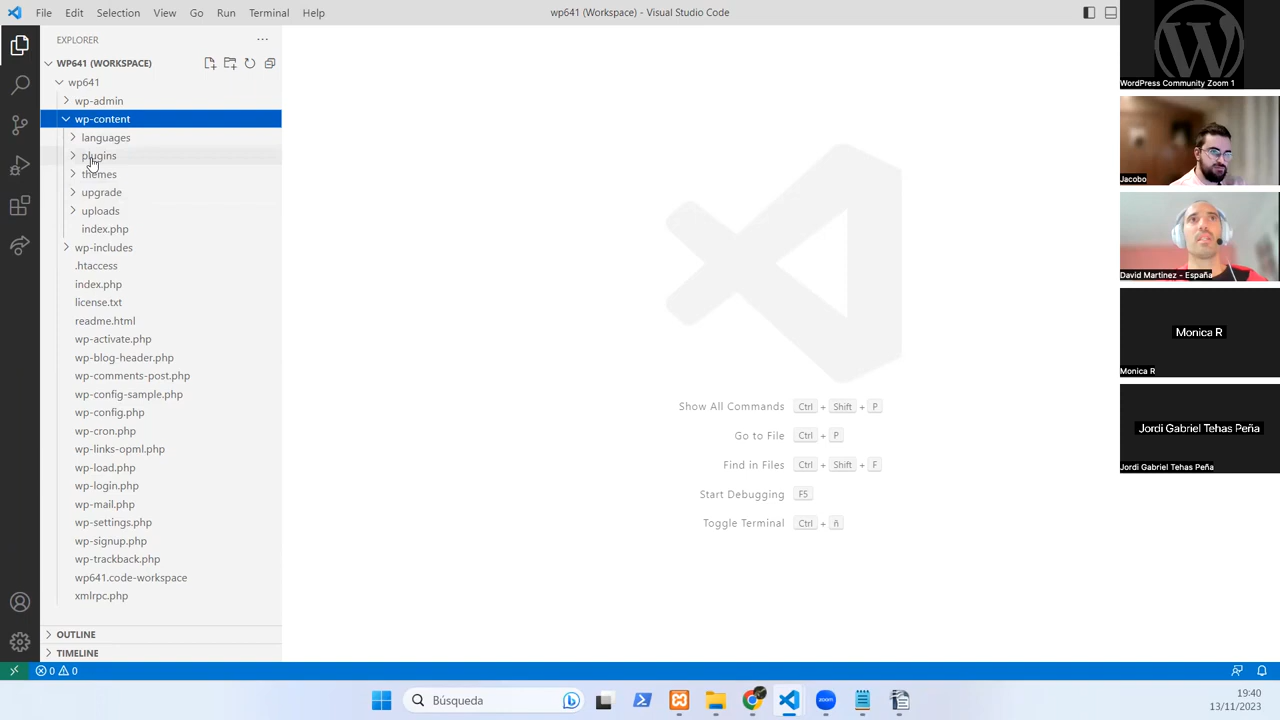 File Edit Selection View Go Run Terminal Help
wp641 (Workspace) - Visual Studio Code
EXPLORER
WP641 (WORKSPACE)
wp641
wp-admin
wp-content
languages
plugins
themes
upgrade
uploads
index.php
wp-includes
.htaccess
index.php
license.txt
readme.html
wp-activate.php
wp-blog-header.php
wp-comments-post.php
wp-config-sample.php
wp-config.php
wp-cron.php
wp-links-opml.php
wp-load.php
wp-login.php
wp-mail.php
wp-settings.php
wp-signup.php
wp-trackback.php
wp641.code-workspace
xmlrpc.php
OUTLINE
TIMELINE
Show All Commands Ctrl + Shift + P
Go to File Ctrl + P
Find in Files Ctrl + Shift + F
Start Debugging F5
Toggle Terminal Ctrl + ñ
WordPress Community Zoom 1
Jacobo
David Martínez - España
Monica R
Monica R
Jordi Gabriel Tehas Peña
Jordi Gabriel Tehas Peña
0 0
Búsqueda
19:40
13/11/2023